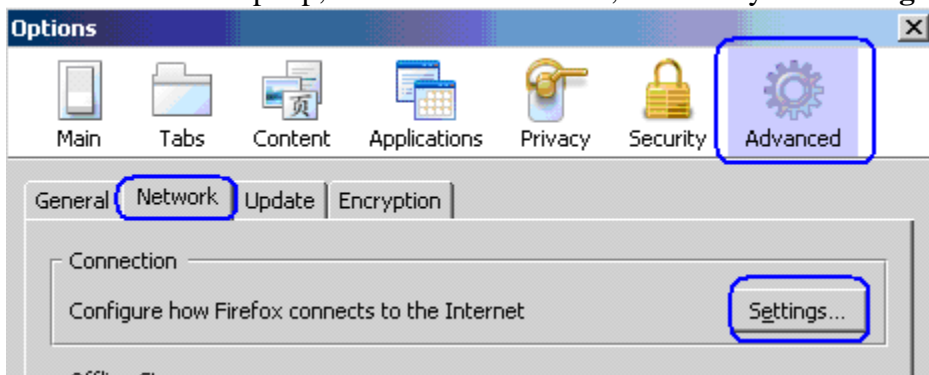 Options
Main Tabs Content Applications Privacy Security Advanced
页
General Network Update Encryption
Connection
Configure how Firefox connects to the Internet Settings...